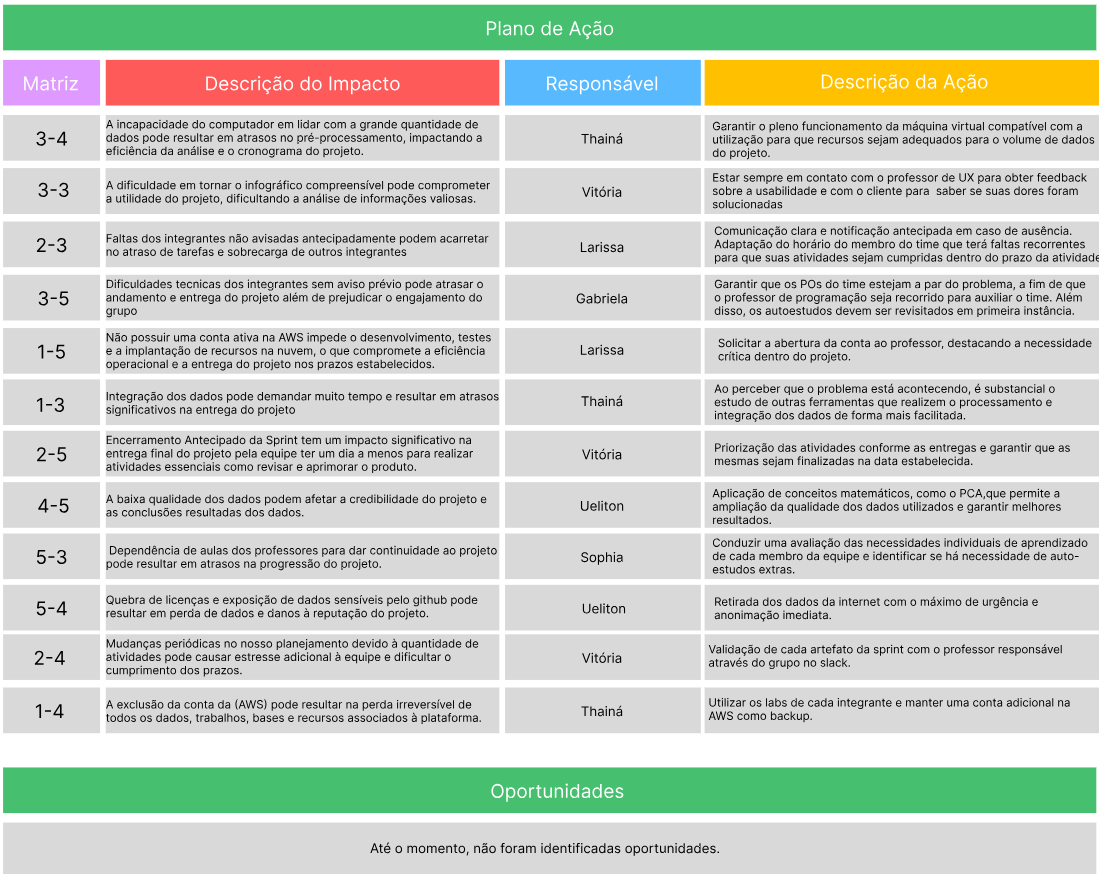 Plano de Ação
Matriz
Descrição do Impacto
Responsável
Descrição da Ação
3-4
A incapacidade do computador em lidar com a grande quantidade de
dados pode resultar em atrasos no pré-processamento, impactando a
eficiência da análise e o cronograma do projeto.
Thainá
Garantir o pleno funcionamento da máquina virtual compatível com a
utilização para que recursos sejam adequados para o volume de dados
do projeto.
3-3
A dificuldade em tornar o infográfico compreensível pode comprometer
a utilidade do projeto, dificultando a análise de informações valiosas.
Vitória
Estar sempre em contato com o professor de UX para obter feedback
sobre a usabilidade e com o cliente para  saber se suas dores foram
solucionadas
2-3
Faltas dos integrantes não avisadas antecipadamente podem acarretar
no atraso de tarefas e sobrecarga de outros integrantes
Larissa
Comunicação clara e notificação antecipada em caso de ausência.
Adaptação do horário do membro do time que terá faltas recorrentes
para que suas atividades sejam cumpridas dentro do prazo da atividade
3-5
Dificuldades tecnicas dos integrantes sem aviso prévio pode atrasar o
andamento e entrega do projeto além de prejudicar o engajamento do
grupo
Gabriela
Garantir que os POs do time estejam a par do problema, a fim de que
o professor de programação seja recorrido para auxiliar o time. Além
disso, os autoestudos devem ser revisitados em primeira instância.
1-5
Não possuir uma conta ativa na AWS impede o desenvolvimento, testes
e a implantação de recursos na nuvem, o que compromete a eficiência
operacional e a entrega do projeto nos prazos estabelecidos.
Larissa
Solicitar a abertura da conta ao professor, destacando a necessidade
crítica dentro do projeto.
1-3
Integração dos dados pode demandar muito tempo e resultar em atrasos
significativos na entrega do projeto
Thainá
Ao perceber que o problema está acontecendo, é substancial o
estudo de outras ferramentas que realizem o processamento e
integração dos dados de forma mais facilitada.
2-5
Encerramento Antecipado da Sprint tem um impacto significativo na
entrega final do projeto pela equipe ter um dia a menos para realizar
atividades essenciais como revisar e aprimorar o produto.
Vitória
Priorização das atividades conforme as entregas e garantir que as
mesmas sejam finalizadas na data estabelecida.
4-5
A baixa qualidade dos dados podem afetar a credibilidade do projeto e
as conclusões resultadas dos dados.
Ueliton
Aplicação de conceitos matemáticos, como o PCA,que permite a
ampliação da qualidade dos dados utilizados e garantir melhores
resultados.
5-3
Dependência de aulas dos professores para dar continuidade ao projeto
pode resultar em atrasos na progressão do projeto.
Sophia
Conduzir uma avaliação das necessidades individuais de aprendizado
de cada membro da equipe e identificar se há necessidade de auto-
estudos extras.
5-4
Quebra de licenças e exposição de dados sensíveis pelo github pode
resultar em perda de dados e danos à reputação do projeto.
Ueliton
Retirada dos dados da internet com o máximo de urgência e
anonimação imediata.
2-4
Mudanças periódicas no nosso planejamento devido à quantidade de
atividades pode causar estresse adicional à equipe e dificultar o
cumprimento dos prazos.
Vitória
Validação de cada artefato da sprint com o professor responsável
através do grupo no slack.
1-4
A exclusão da conta da (AWS) pode resultar na perda irreversível de
todos os dados, trabalhos, bases e recursos associados à plataforma.
Thainá
Utilizar os labs de cada integrante e manter uma conta adicional na
AWS como backup.
Oportunidades
Até o momento, não foram identificadas oportunidades.